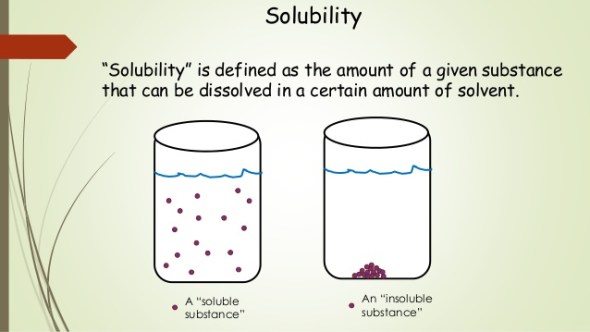 Solubility
“Solubility” is defined as the amount of a given substance
that can be dissolved in a certain amount of solvent.
A “soluble
substance”
An “insoluble
substance”